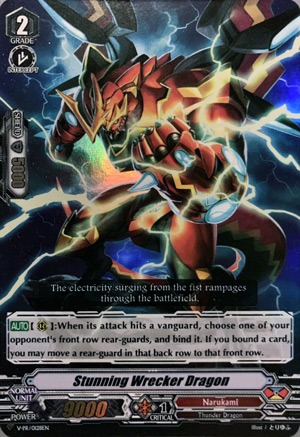 2
GRADE
INTERCEPT
SHIELD
5000
The electricity surging from the fist rampages
through the battlefield.
AUTO [ ]:When its attack hits a vanguard, choose one of your
opponent's front row rear-guards, and bind it. If you bound a card,
you may move a rear-guard in that back row to that front row.
Stunning Wrecker Dragon
NORMAL
UNIT
POWER
9000
1
CRITICAL
Narukami
Thunder Dragon
V-PR/0128EN
Illust /